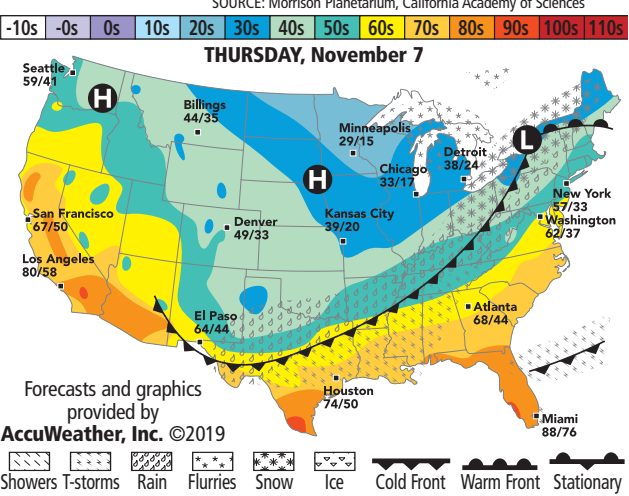 SOURCE: Morrison Planetarium, California Academy of Sciences
-10s -0s 0s 10s 20s 30s 40s 50s 60s 70s 80s 90s 100s 110s
THURSDAY, November 7
Seattle
59/41
H
Billings
44/35
Minneapolis
29/15
L
Detroit
38/24
Chicago
33/17
H
New York
57/33
San Francisco
67/50
Denver
49/33
Kansas City
39/20
Washington
62/37
Los Angeles
80/58
El Paso
64/44
Atlanta
68/44
Houston
74/50
Miami
88/76
Forecasts and graphics
provided by
AccuWeather, Inc. ©2019
Showers T-storms Rain Flurries Snow Ice Cold Front Warm Front Stationary